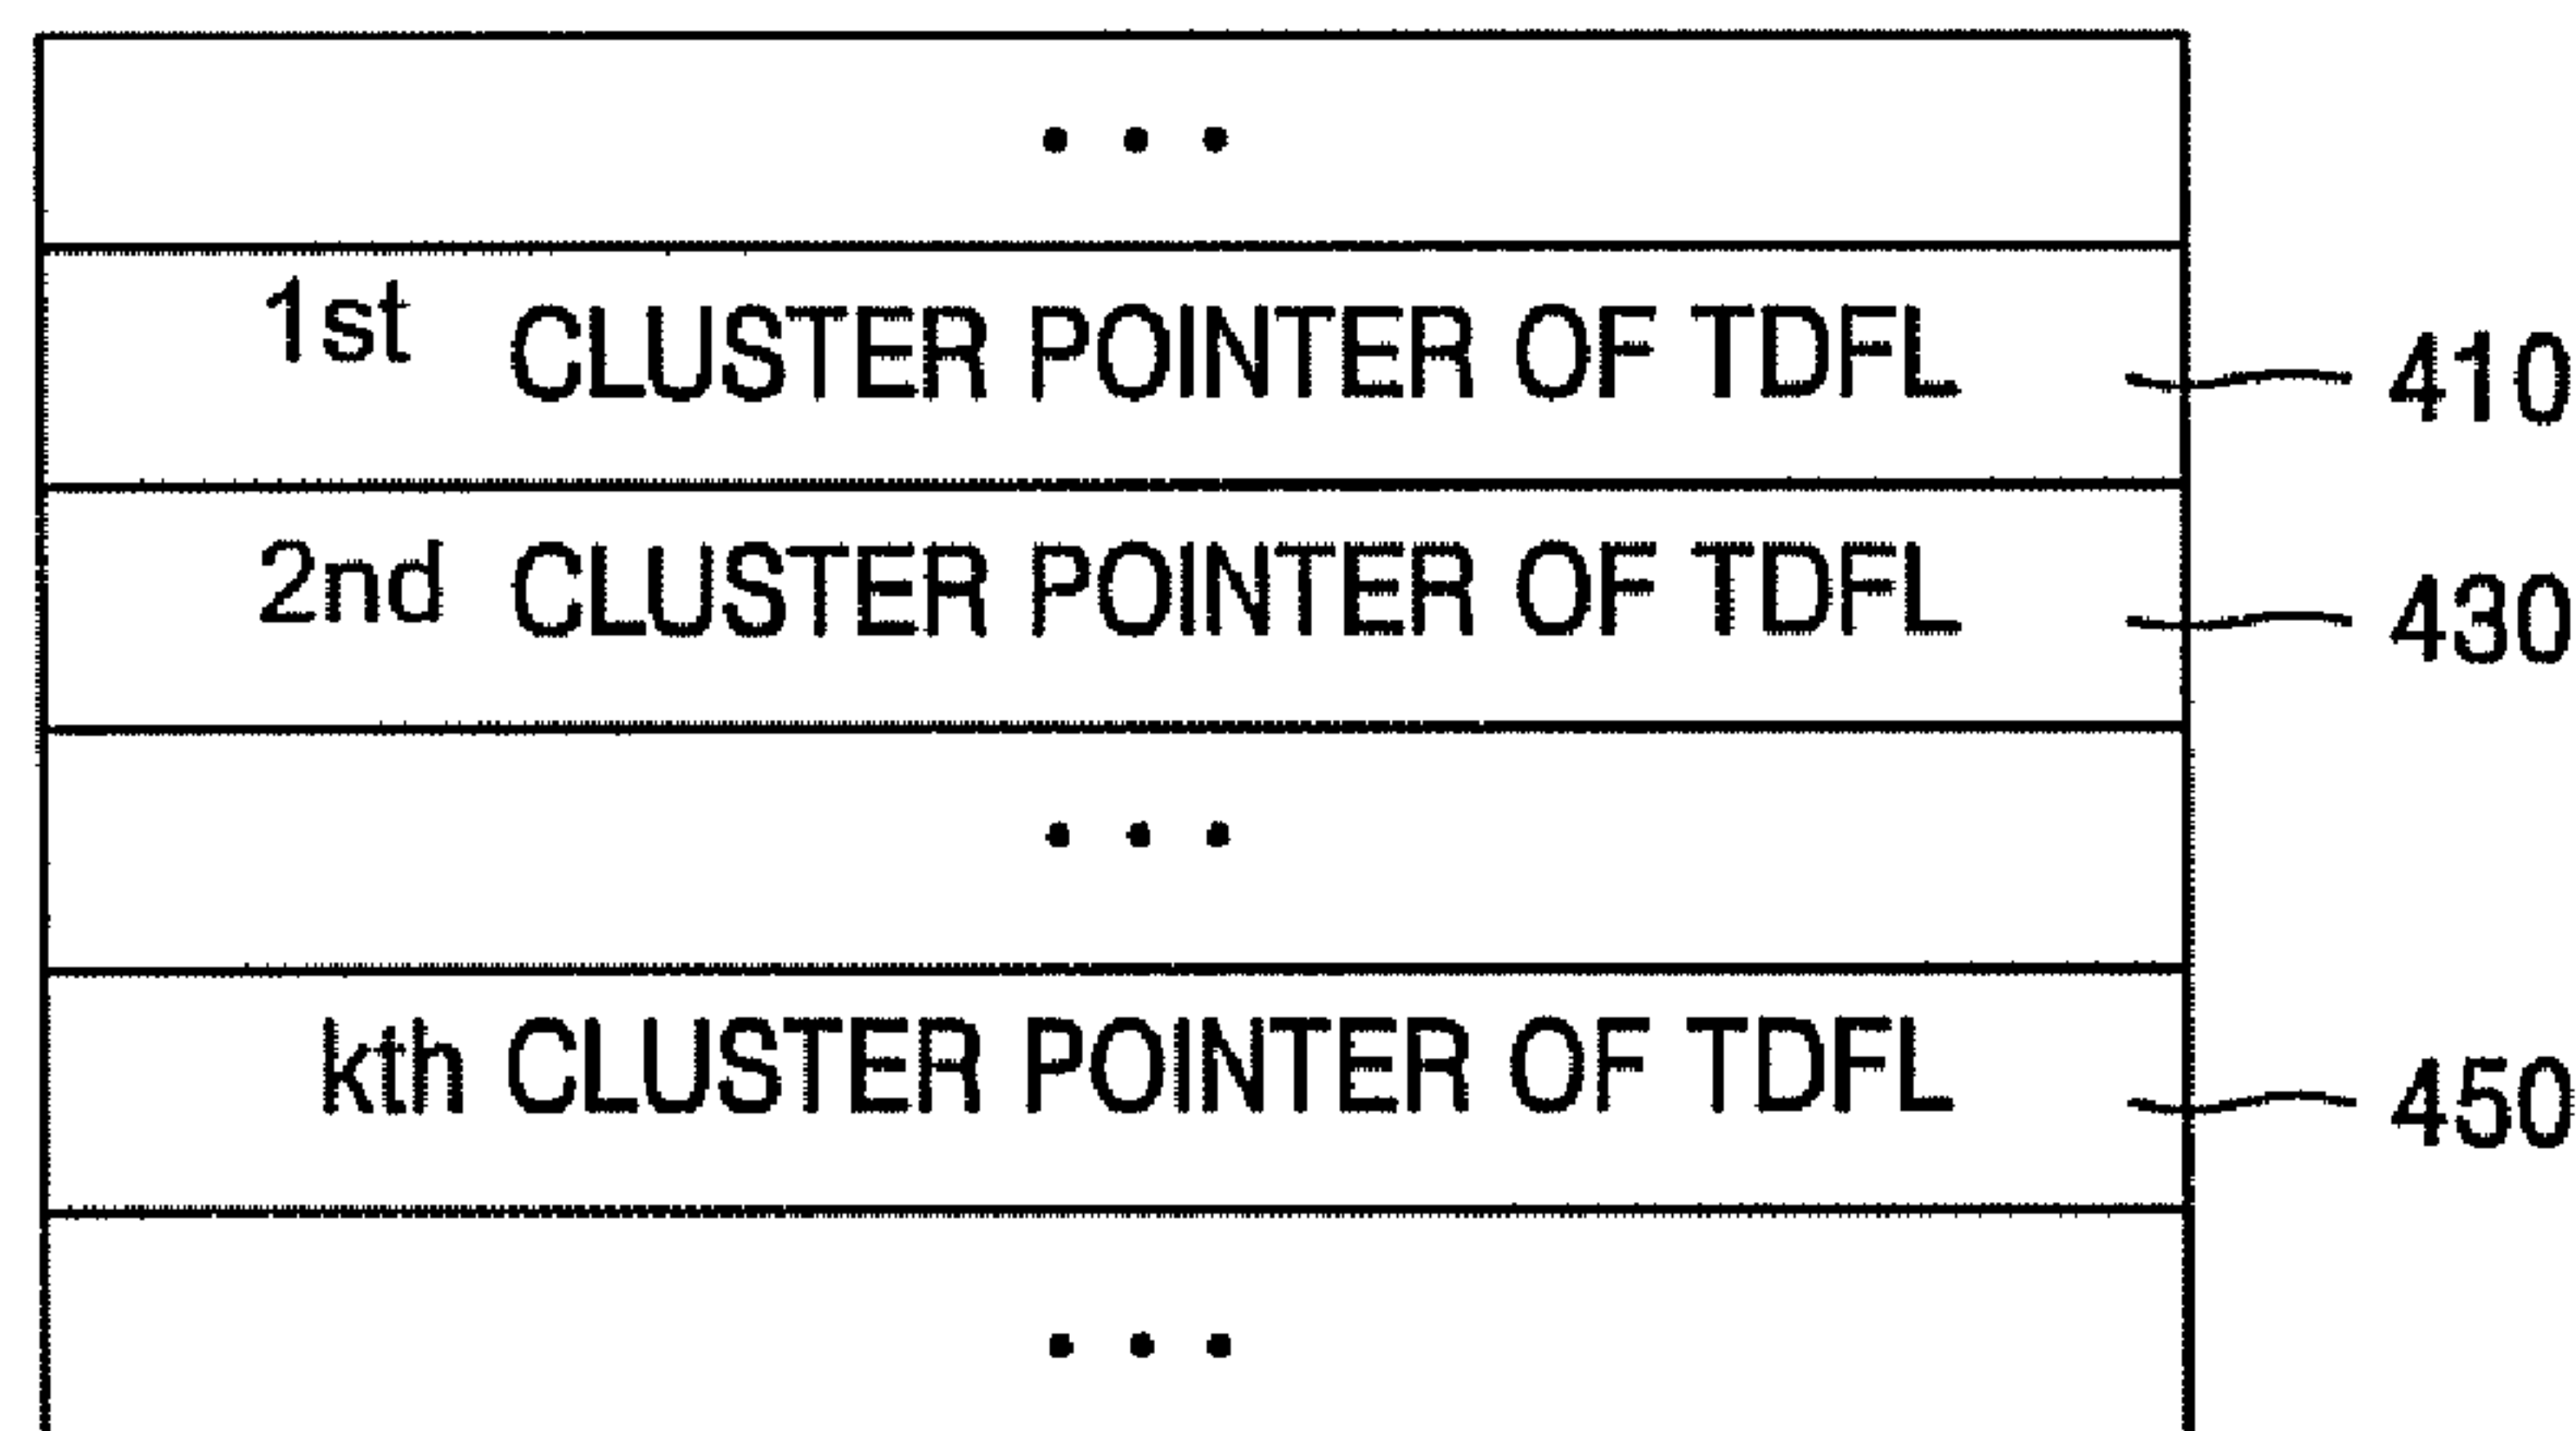 • • •
1st CLUSTER POINTER OF TDFL 410
2nd CLUSTER POINTER OF TDFL 430
• • •
kth CLUSTER POINTER OF TDFL 450
• • •